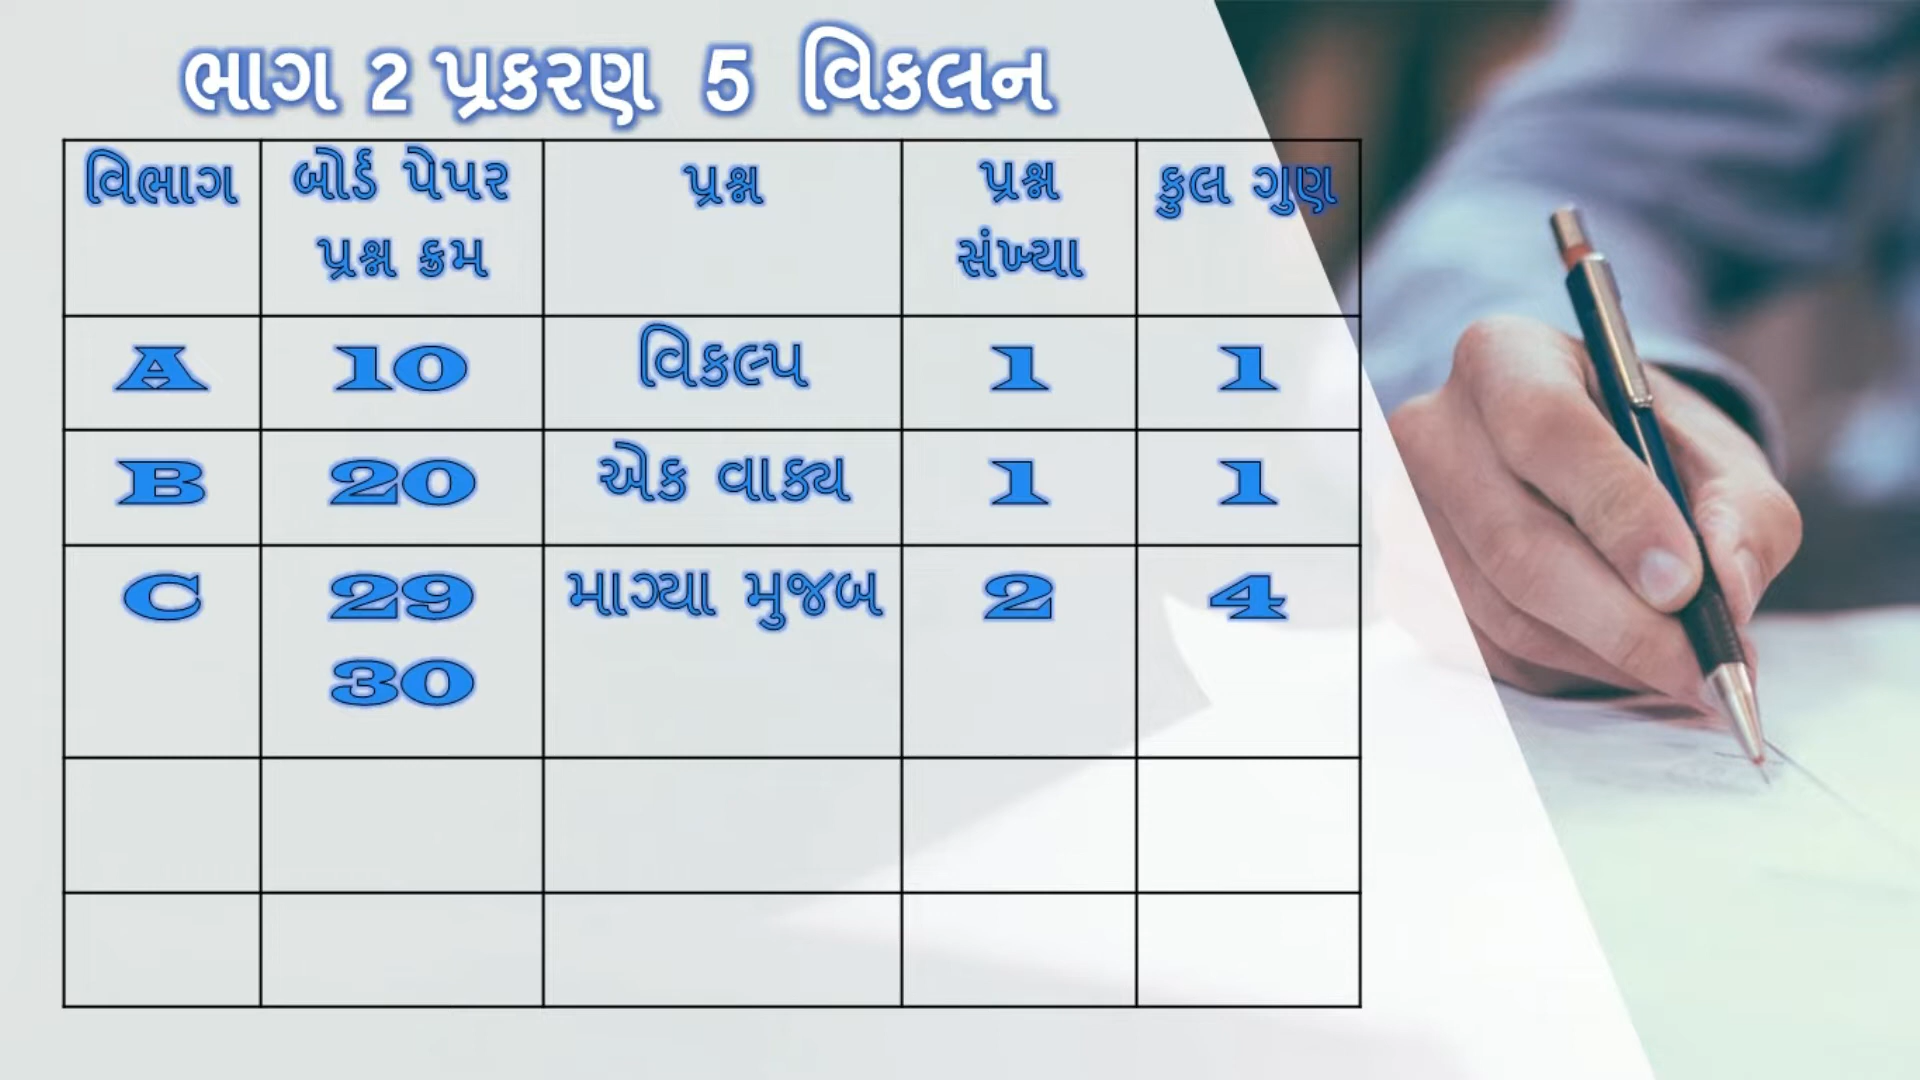 ભાગ 2 પ્રકરણ 5 વિકલન
વિભાગ બોર્ડ પેપર પ્રશ્ન ક્રમ પ્રશ્ન પ્રશ્ન સંખ્યા કુલ ગુણ
A 10 વિકલ્પ 1 1
B 20 એક વાક્ય 1 1
C 29 માગ્યા મુજબ 2 4
30